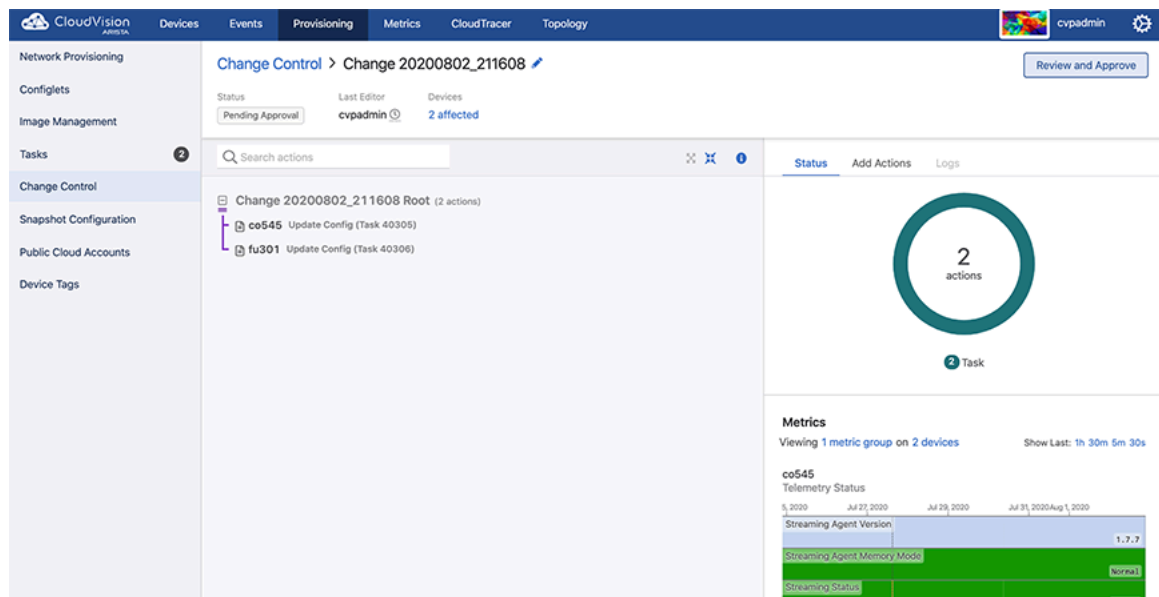 CloudVision
ARISTA
Devices Events Provisioning Metrics CloudTracer Topology cvpadmin
Network Provisioning
Configlets
Image Management
Tasks 2
Change Control
Snapshot Configuration
Public Cloud Accounts
Device Tags
Change Control > Change 20200802_211608
Review and Approve
Status Last Editor Devices
Pending Approval cvpadmin 2 affected
Search actions
Change 20200802_211608 Root (2 actions)
co545 Update Config (Task 40305)
fu301 Update Config (Task 40306)
Status Add Actions Logs
2
actions
2 Task
Metrics
Viewing 1 metric group on 2 devices Show Last: 1h 30m 5m 30s
co545
Telemetry Status
5, 2020 Jul 27, 2020 Jul 29, 2020 Jul 31, 2020 Aug 1, 2020
Streaming Agent Version
1.7.7
Streaming Agent Memory Mode
Normal
Streaming Status